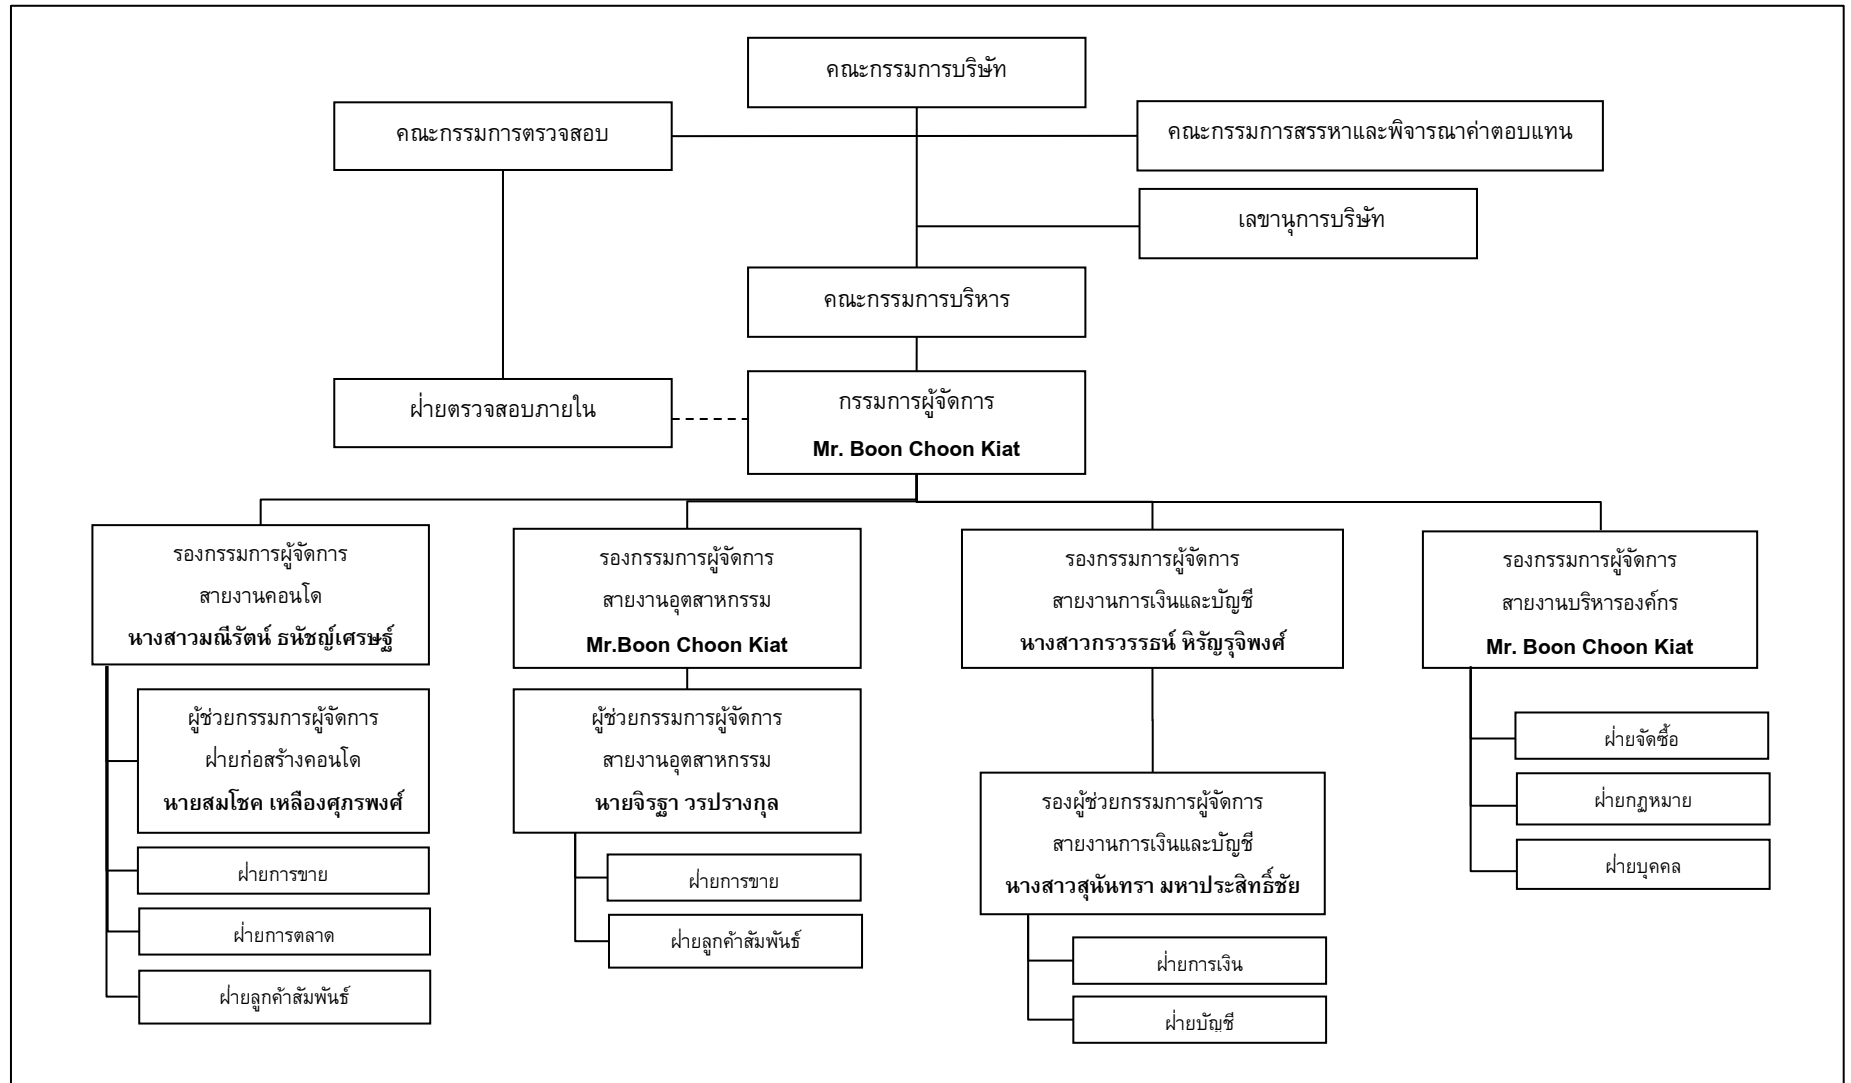 คณะกรรมการบริษัท
คณะกรรมการตรวจสอบ
คณะกรรมการสรรหาและพิจารณาค่าตอบแทน
เลขานุการบริษัท
คณะกรรมการบริหาร
ฝ่ายตรวจสอบภายใน
กรรมการผู้จัดการ
Mr. Boon Choon Kiat
รองกรรมการผู้จัดการ
สายงานคอนโด
นางสาวมณีรัตน์ ธนัชญ์เศรษฐ์
ผู้ช่วยกรรมการผู้จัดการ
ฝ่ายก่อสร้างคอนโด
นายสมโชค เหลืองศุภรพงศ์
ฝ่ายการขาย
ฝ่ายการตลาด
ฝ่ายลูกค้าสัมพันธ์
รองกรรมการผู้จัดการ
สายงานอุตสาหกรรม
Mr.Boon Choon Kiat
ผู้ช่วยกรรมการผู้จัดการ
สายงานอุตสาหกรรม
นายจิรฐา วรปรางกุล
ฝ่ายการขาย
ฝ่ายลูกค้าสัมพันธ์
รองกรรมการผู้จัดการ
สายงานการเงินและบัญชี
นางสาวกรวรรธน์ หิรัญรุจิพงศ์
รองผู้ช่วยกรรมการผู้จัดการ
สายงานการเงินและบัญชี
นางสาวสุนันทรา มหาประสิทธิ์ชัย
ฝ่ายการเงิน
ฝ่ายบัญชี
รองกรรมการผู้จัดการ
สายงานบริหารองค์กร
Mr. Boon Choon Kiat
ฝ่ายจัดซื้อ
ฝ่ายกฎหมาย
ฝ่ายบุคคล